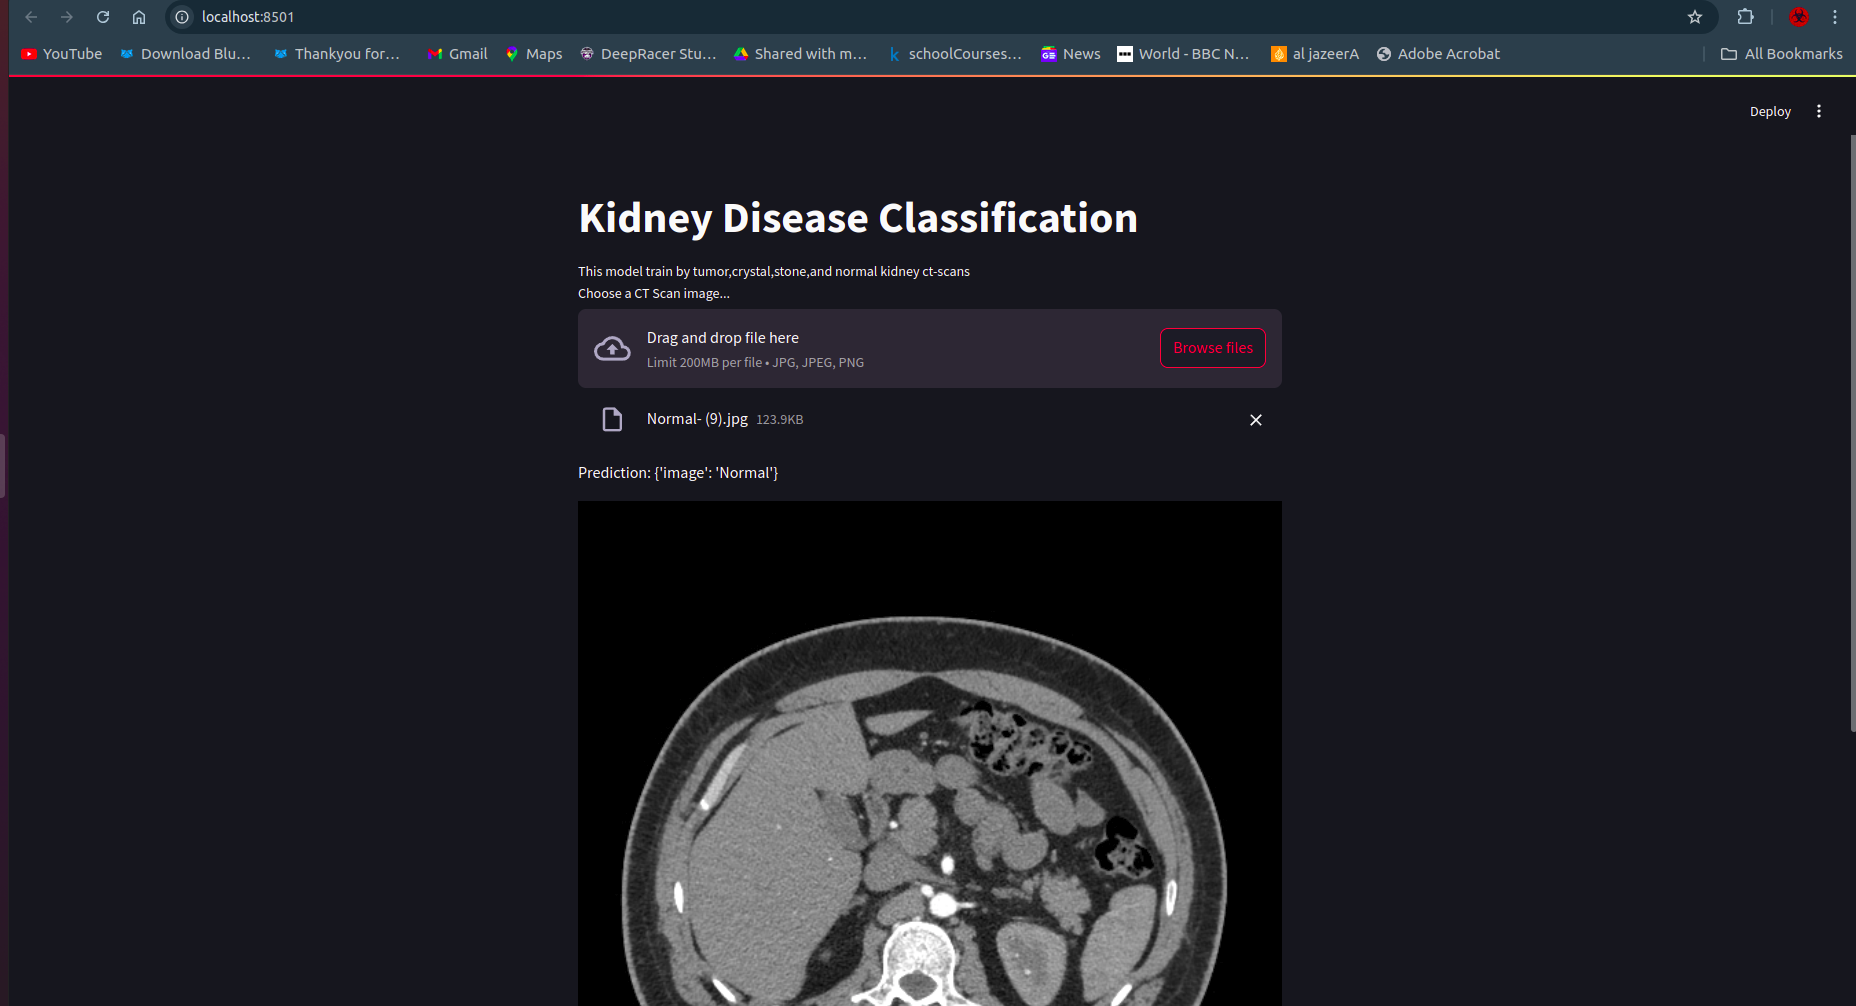 localhost:8501
YouTube Download Blu... Thankyou for... Gmail Maps DeepRacer Stu... Shared with m... schoolCourses... News World - BBC N... al jazeerA Adobe Acrobat All Bookmarks
Deploy
Kidney Disease Classification
This model train by tumor,crystal,stone,and normal kidney ct-scans
Choose a CT Scan image...
Drag and drop file here
Limit 200MB per file • JPG, JPEG, PNG
Browse files
Normal- (9).jpg 123.9KB
Prediction: {'image': 'Normal'}